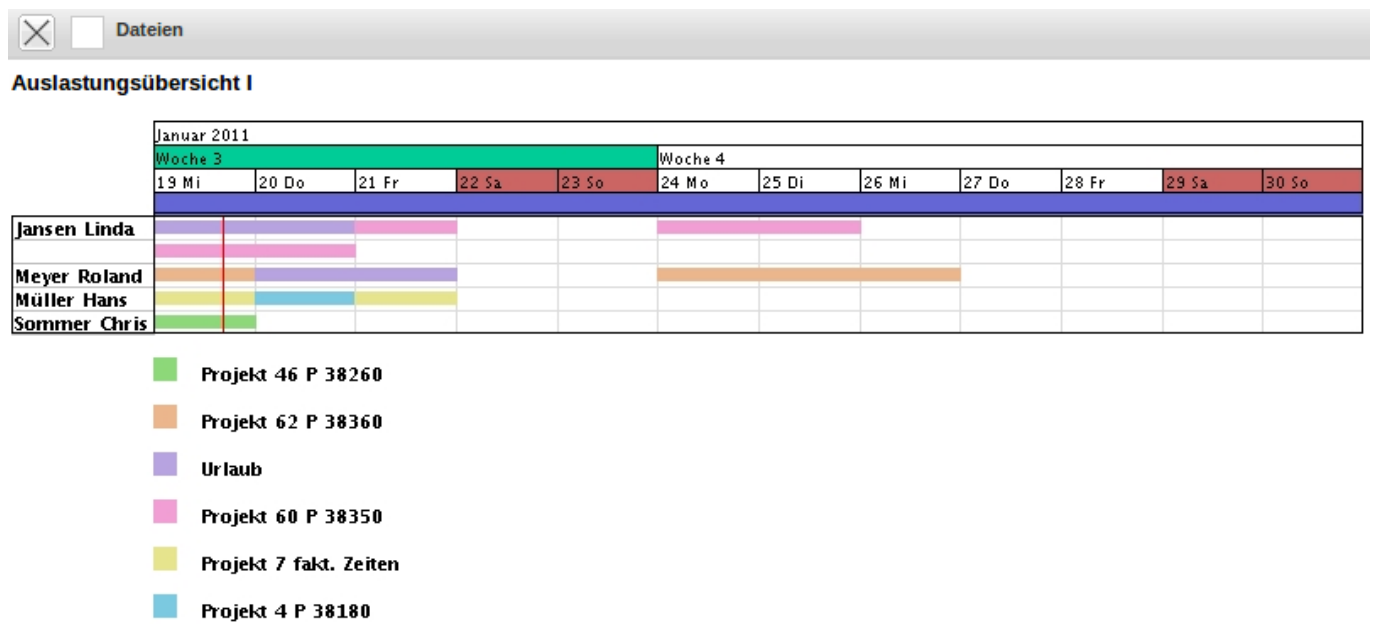 Dateien
Auslastungsübersicht I
Januar 2011
Woche 3 Woche 4
19 Mi 20 Do 21 Fr 22 Sa 23 So 24 Mo 25 Di 26 Mi 27 Do 28 Fr 29 Sa 30 So
Jansen Linda
Meyer Roland
Müller Hans
Sommer Chris
Projekt 46 P 38260
Projekt 62 P 38360
Urlaub
Projekt 60 P 38350
Projekt 7 fakt. Zeiten
Projekt 4 P 38180